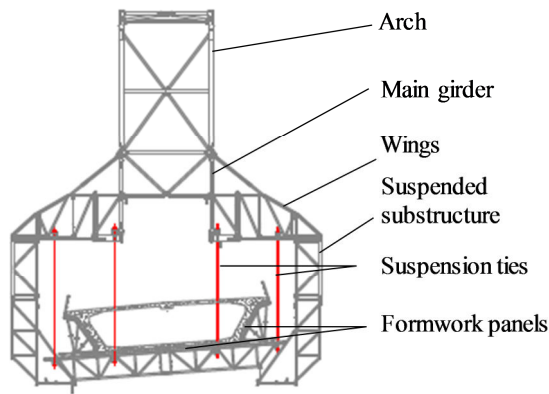 Arch
Main girder
Wings
Suspended
substructure
Suspension ties
Formwork panels